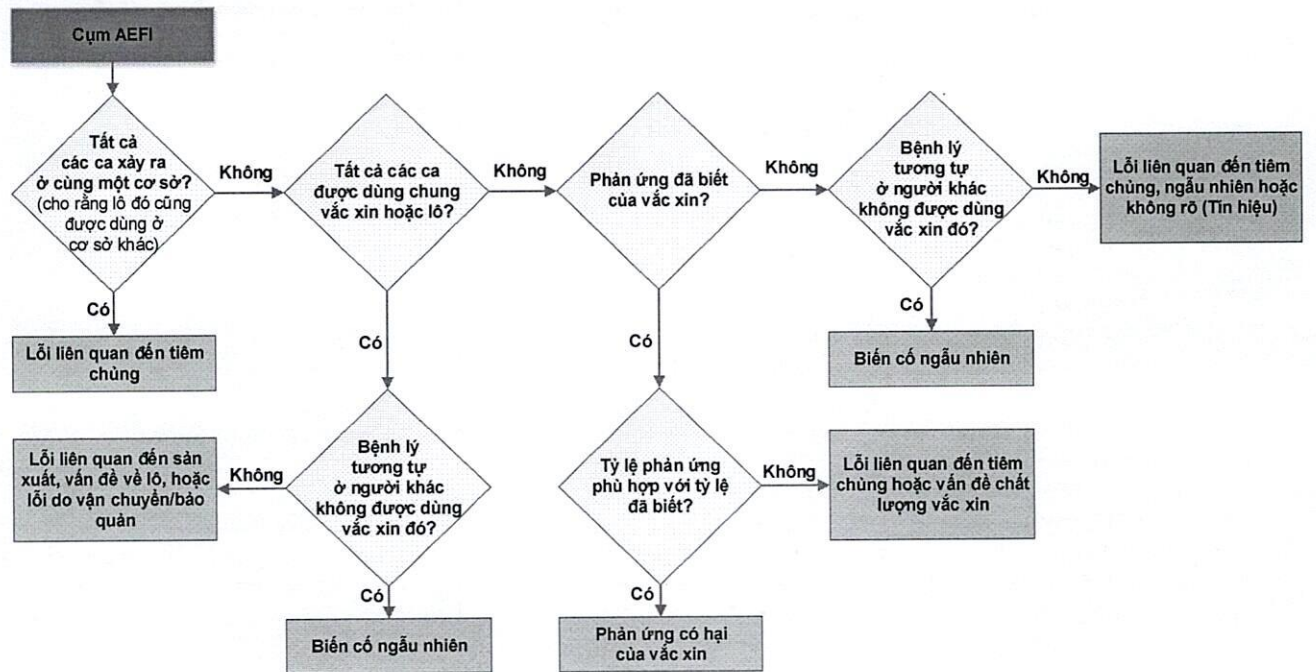 Cụm AEFI
Tất cả
các ca xảy ra
ở cùng một cơ sở?
(cho rằng lô đó cũng
được dùng ở
cơ sở khác)
Không
Tất cả các ca
được dùng chung
vắc xin hoặc lô?
Không
Phản ứng đã biết
của vắc xin?
Không
Bệnh lý
tương tự
ở người khác
không được dùng
vắc xin đó?
Không
Lỗi liên quan đến tiêm
chủng, ngẫu nhiên hoặc
không rõ (Tín hiệu)
Có
Lỗi liên quan đến tiêm
chủng
Có
Có
Có
Biến cố ngẫu nhiên
Lỗi liên quan đến sản
xuất, vấn đề về lô, hoặc
lỗi do vận chuyển/bảo
quản
Không
Bệnh lý
tương tự
ở người khác
không được dùng
vắc xin đó?
Tỷ lệ phản ứng
phù hợp với tỷ lệ
đã biết?
Không
Lỗi liên quan đến tiêm
chủng hoặc vấn đề chất
lượng vắc xin
Có
Biến cố ngẫu nhiên
Có
Phản ứng có hại
của vắc xin